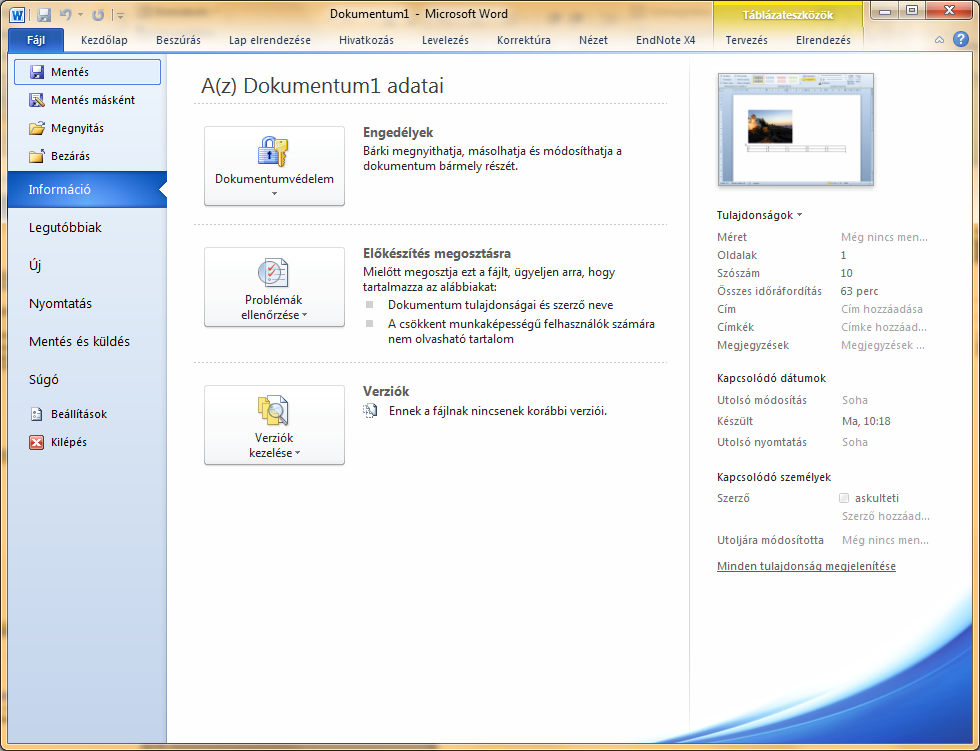 Dokumentum1 - Microsoft Word
Táblázateszközök
Fájl
Kezdőlap
Beszúrás
Lap elrendezése
Hivatkozás
Levelezés
Korrektúra
Nézet
EndNote X4
Tervezés
Elrendezés
Mentés
Mentés másként
Megnyitás
Bezárás
Információ
Legutóbbiak
Új
Nyomtatás
Mentés és küldés
Súgó
Beállítások
Kilépés
A(z) Dokumentum1 adatai
Dokumentumvédelem
Engedélyek
Bárki megnyithatja, másolhatja és módosíthatja a
dokumentum bármely részét.
Problémák
ellenőrzése
Előkészítés megosztásra
Mielőtt megosztja ezt a fájlt, ügyeljen arra, hogy
tartalmazza az alábbiakat:
Dokumentum tulajdonságai és szerző neve
A csökkent munkaképességű felhasználók számára
nem olvasható tartalom
Verziók
kezelése
Verziók
Ennek a fájlnak nincsenek korábbi verziói.
Tulajdonságok
Méret Még nincs men...
Oldalak 1
Szószám 10
Összes időráfordítás 63 perc
Cím Cím hozzáadása
Címkék Címke hozzáad...
Megjegyzések Megjegyzések ...
Kapcsolódó dátumok
Utolsó módosítás Soha
Készült Ma, 10:18
Utolsó nyomtatás Soha
Kapcsolódó személyek
Szerző askulteti
Szerző hozzáad...
Utoljára módosította Még nincs men...
Minden tulajdonság megjelenítése